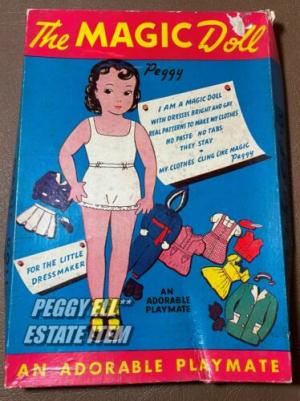 The MAGIC Doll
Peggy
I AM A MAGIC DOLL
WITH DRESSES BRIGHT AND GAY
REAL PATTERNS TO MAKE MY CLOTHES
NO PASTE NO TABS
THEY STAY
MY CLOTHES CLING LIKE MAGIC
Peggy
FOR THE LITTLE
DRESSMAKER
AN
ADORABLE
PLAYMATE
PEGGYELL**
ESTATE ITEM
AN ADORABLE PLAYMATE